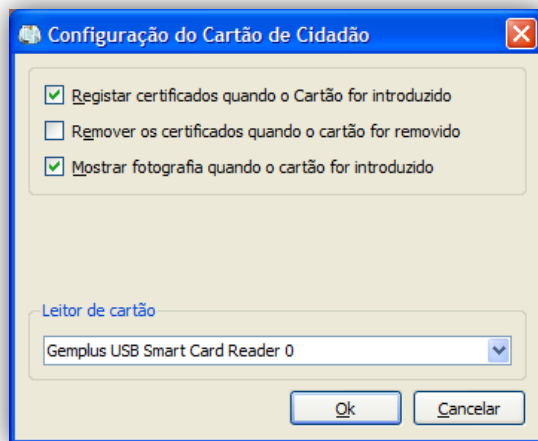 Configuração do Cartão de Cidadão
Registar certificados quando o Cartão for introduzido
Remover os certificados quando o cartão for removido
Mostrar fotografia quando o cartão for introduzido
Leitor de cartão
Gemplus USB Smart Card Reader 0
Ok
Cancelar